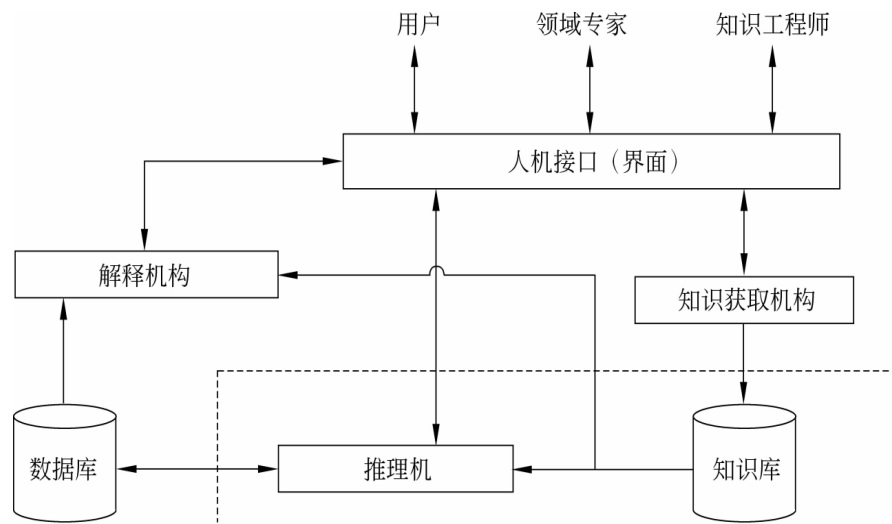 用户 领域专家 知识工程师
人机接口（界面）
解释机构
知识获取机构
数据库 推理机 知识库